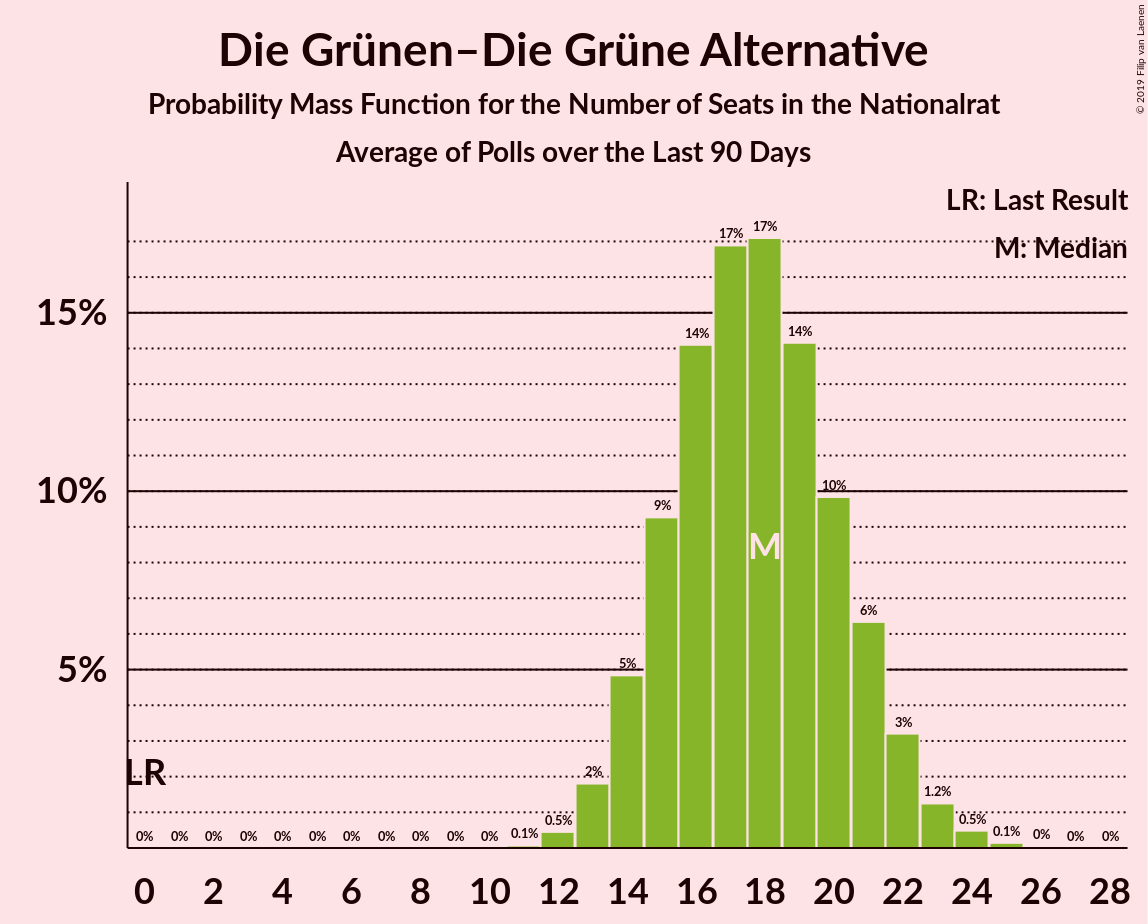 Die Grünen–Die Grüne Alternative
Probability Mass Function for the Number of Seats in the Nationalrat
Average of Polls over the Last 90 Days
© 2019 Filip van Laenen
LR: Last Result
M: Median
17% 17%
15%
14% 14%
10%
10%
9%
M
6%
5%
5%
3%
LR
2%
1.2%
0% 0% 0% 0% 0% 0% 0% 0% 0% 0% 0% 0.1% 0.5% 0.5% 0.1% 0% 0% 0%
0 2 4 6 8 10 12 14 16 18 20 22 24 26 28